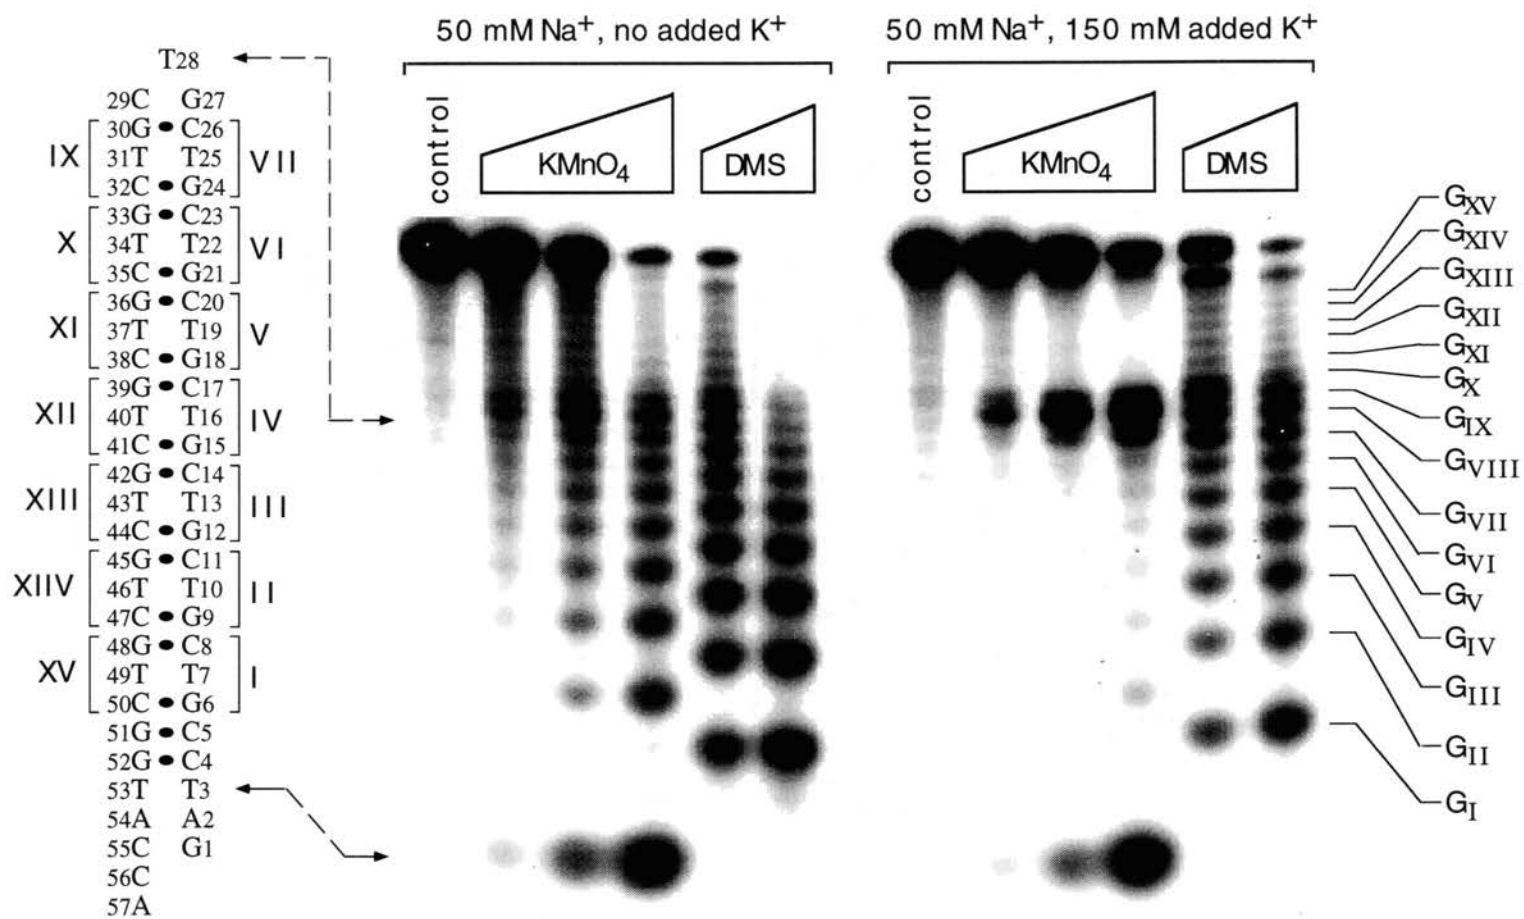 50 mM Na+, no added K+
50 mM Na+, 150 mM added K+
control
KMnO4
DMS
control
KMnO4
DMS
T28
29C G27
30G • C26
IX 31T T25 VII
32C • G24
33G • C23
X 34T T22 VI
35C • G21
36G • C20
XI 37T T19 V
38C • G18
39G • C17
XII 40T T16 IV
41C • G15
42G • C14
XIII 43T T13 III
44C • G12
45G • C11
XIIV 46T T10 II
47C • G9
48G • C8
XV 49T T7 I
50C • G6
51G • C5
52G • C4
53T T3
54A A2
55C G1
56C
57A
GXV
GXIV
GXIII
GXII
GXI
GX
GIX
GVIII
GVII
GVI
GV
GIV
GIII
GII
GI